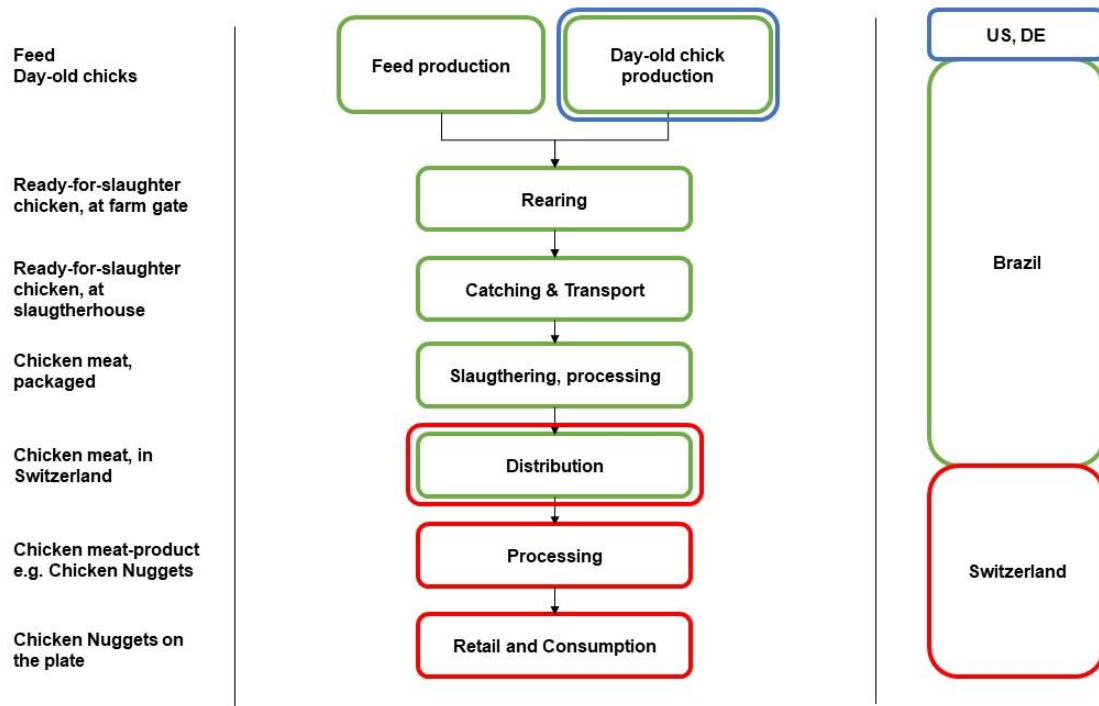 Feed
Day-old chicks
Feed production
Day-old chick
production
US, DE
Ready-for-slaughter
chicken, at farm gate
Rearing
Ready-for-slaughter
chicken, at
slaugtherhouse
Catching & Transport
Brazil
Chicken meat,
packaged
Slaugthering, processing
Chicken meat, in
Switzerland
Distribution
Chicken meat-product
e.g. Chicken Nuggets
Processing
Switzerland
Chicken Nuggets on
the plate
Retail and Consumption